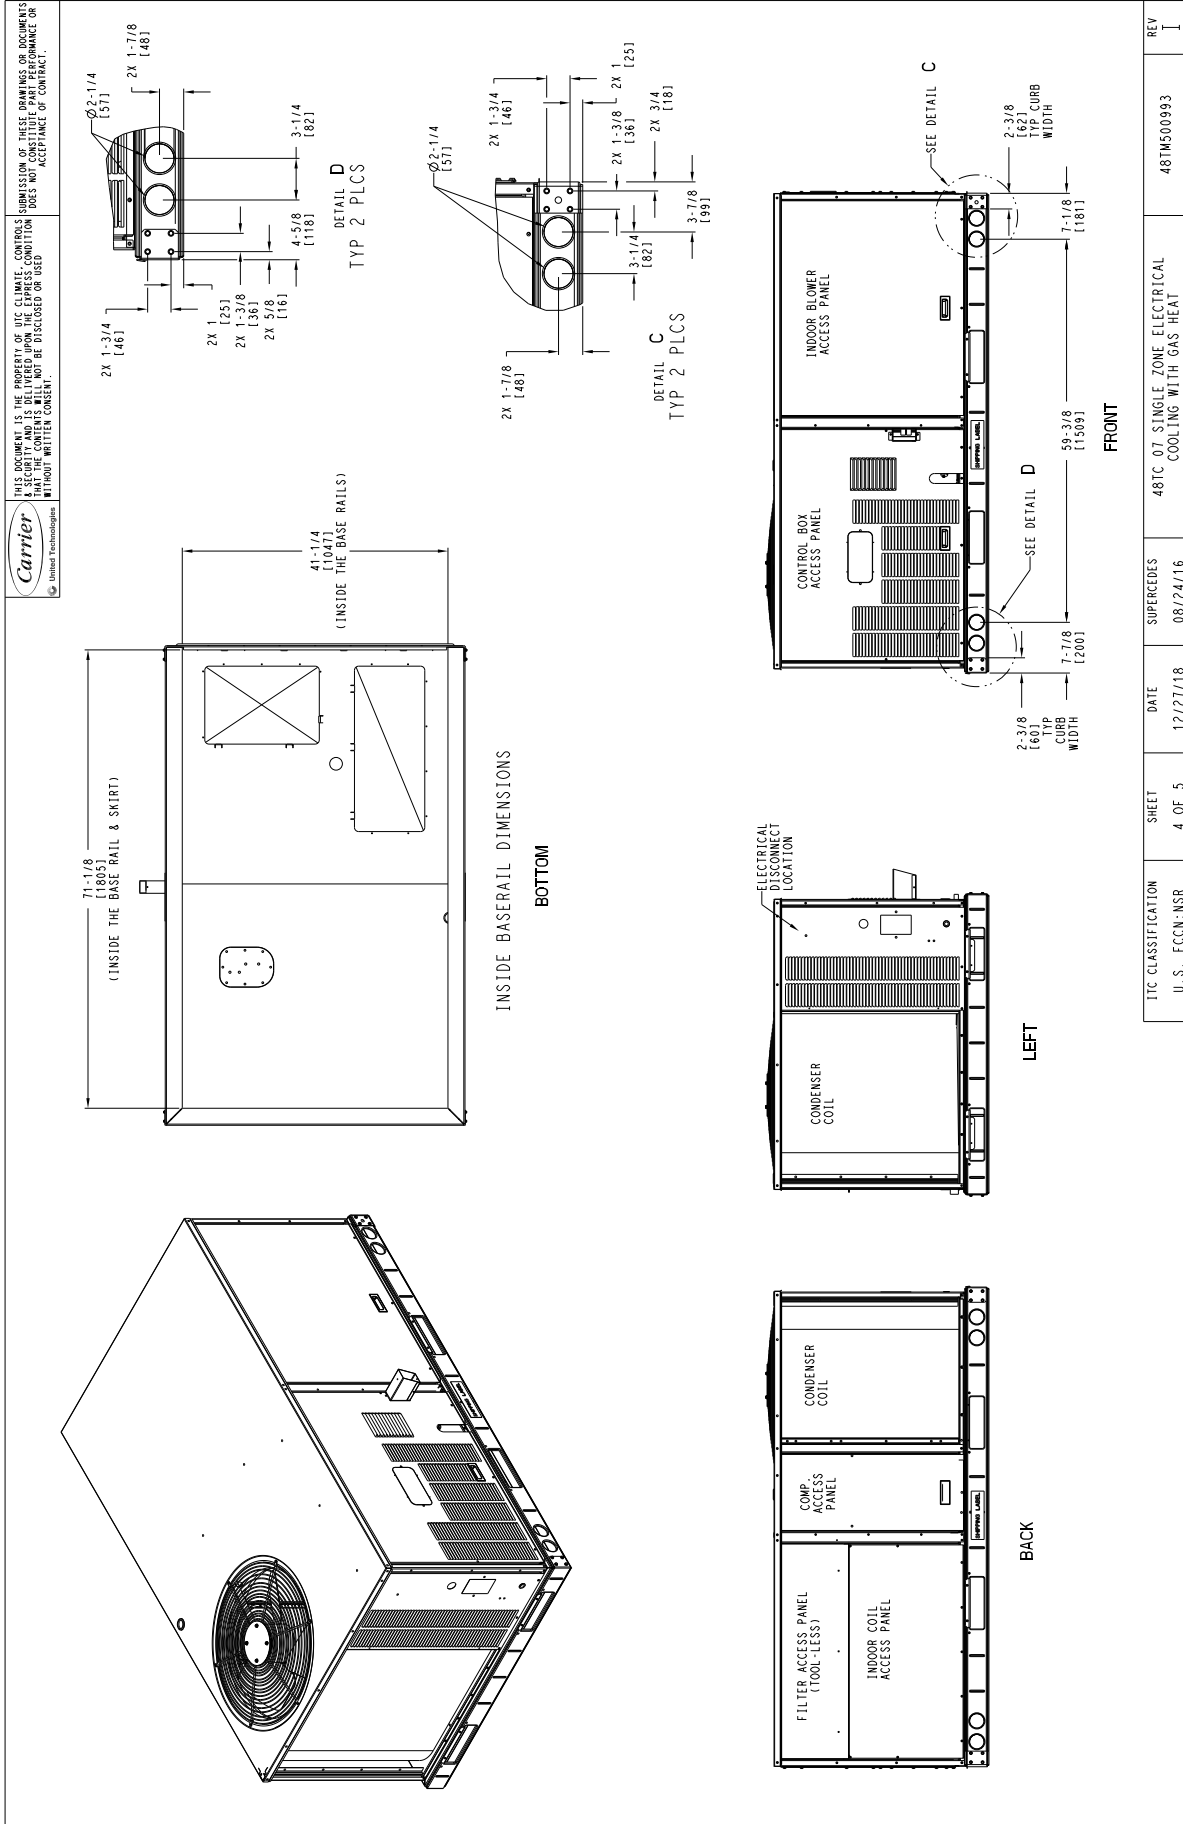 Carrier
United Technologies
THIS DOCUMENT IS THE PROPERTY OF UTC CLIMATE, CONTROLS
& SECURITY AND IS DELIVERED UPON THE EXPRESS CONDITION
THAT THE CONTENTS WILL NOT BE DISCLOSED OR USED
WITHOUT WRITTEN CONSENT.
SUBMISSION OF THESE DRAWINGS OR DOCUMENTS
DOES NOT CONSTITUTE PART PERFORMANCE OR
ACCEPTANCE OF CONTRACT.
71-1/8
[1805]
(INSIDE THE BASE RAIL & SKIRT)
41-1/4
[1047]
(INSIDE THE BASE RAILS)
INSIDE BASERAIL DIMENSIONS
BOTTOM
2X 1-3/4
[46]
2X 1
[25]
2X 1-3/8
[36]
2X 5/8
[16]
4-5/8
[118]
3-1/4
[82]
Ø2-1/4
[57]
2X 1-7/8
[48]
DETAIL D
TYP 2 PLCS
2X 1-7/8
[48]
Ø2-1/4
[57]
2X 1-3/4
[46]
2X 1
[25]
2X 1-3/8
[36]
2X 3/4
[18]
3-1/4
[82]
3-7/8
[99]
DETAIL C
TYP 2 PLCS
SHIPPING LABEL
FILTER ACCESS PANEL
(TOOL-LESS)
INDOOR COIL
ACCESS PANEL
COMP.
ACCESS
PANEL
CONDENSER
COIL
SHIPPING LABEL
BACK
CONDENSER
COIL
ELECTRICAL
DISCONNECT
LOCATION
LEFT
CONTROL BOX
ACCESS PANEL
INDOOR BLOWER
ACCESS PANEL
SHIPPING LABEL
SEE DETAIL C
SEE DETAIL D
2-3/8
[60]
TYP
CURB
WIDTH
7-7/8
[200]
59-3/8
[1509]
7-1/8
[181]
2-3/8
[62]
TYP CURB
WIDTH
FRONT
ITC CLASSIFICATION
U.S. ECCN:NSR
SHEET
4 OF 5
DATE
12/27/18
SUPERCEDES
08/24/16
48TC 07 SINGLE ZONE ELECTRICAL
COOLING WITH GAS HEAT
48TM500993
REV
I